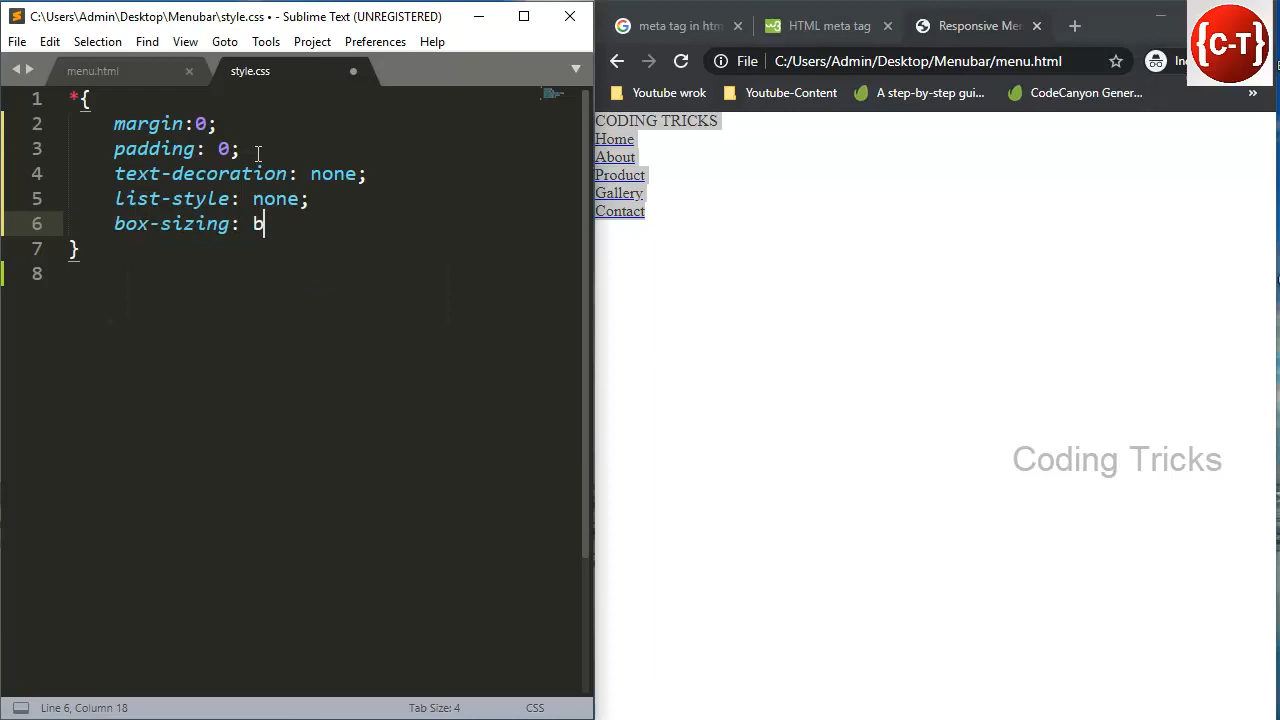 C:\Users\Admin\Desktop\Menubar\style.css • - Sublime Text (UNREGISTERED)
File Edit Selection Find View Goto Tools Project Preferences Help
menu.html style.css
1 *{
2 margin:0;
3 padding: 0;
4 text-decoration: none;
5 list-style: none;
6 box-sizing: b
7 }
8
Line 6, Column 18 Tab Size: 4 CSS
meta tag in htm HTML meta tag Responsive Me
File C:/Users/Admin/Desktop/Menubar/menu.html
Youtube wrok Youtube-Content A step-by-step gui... CodeCanyon Gener... »
{C-T}
CODING TRICKS
Home
About
Product
Gallery
Contact
Coding Tricks